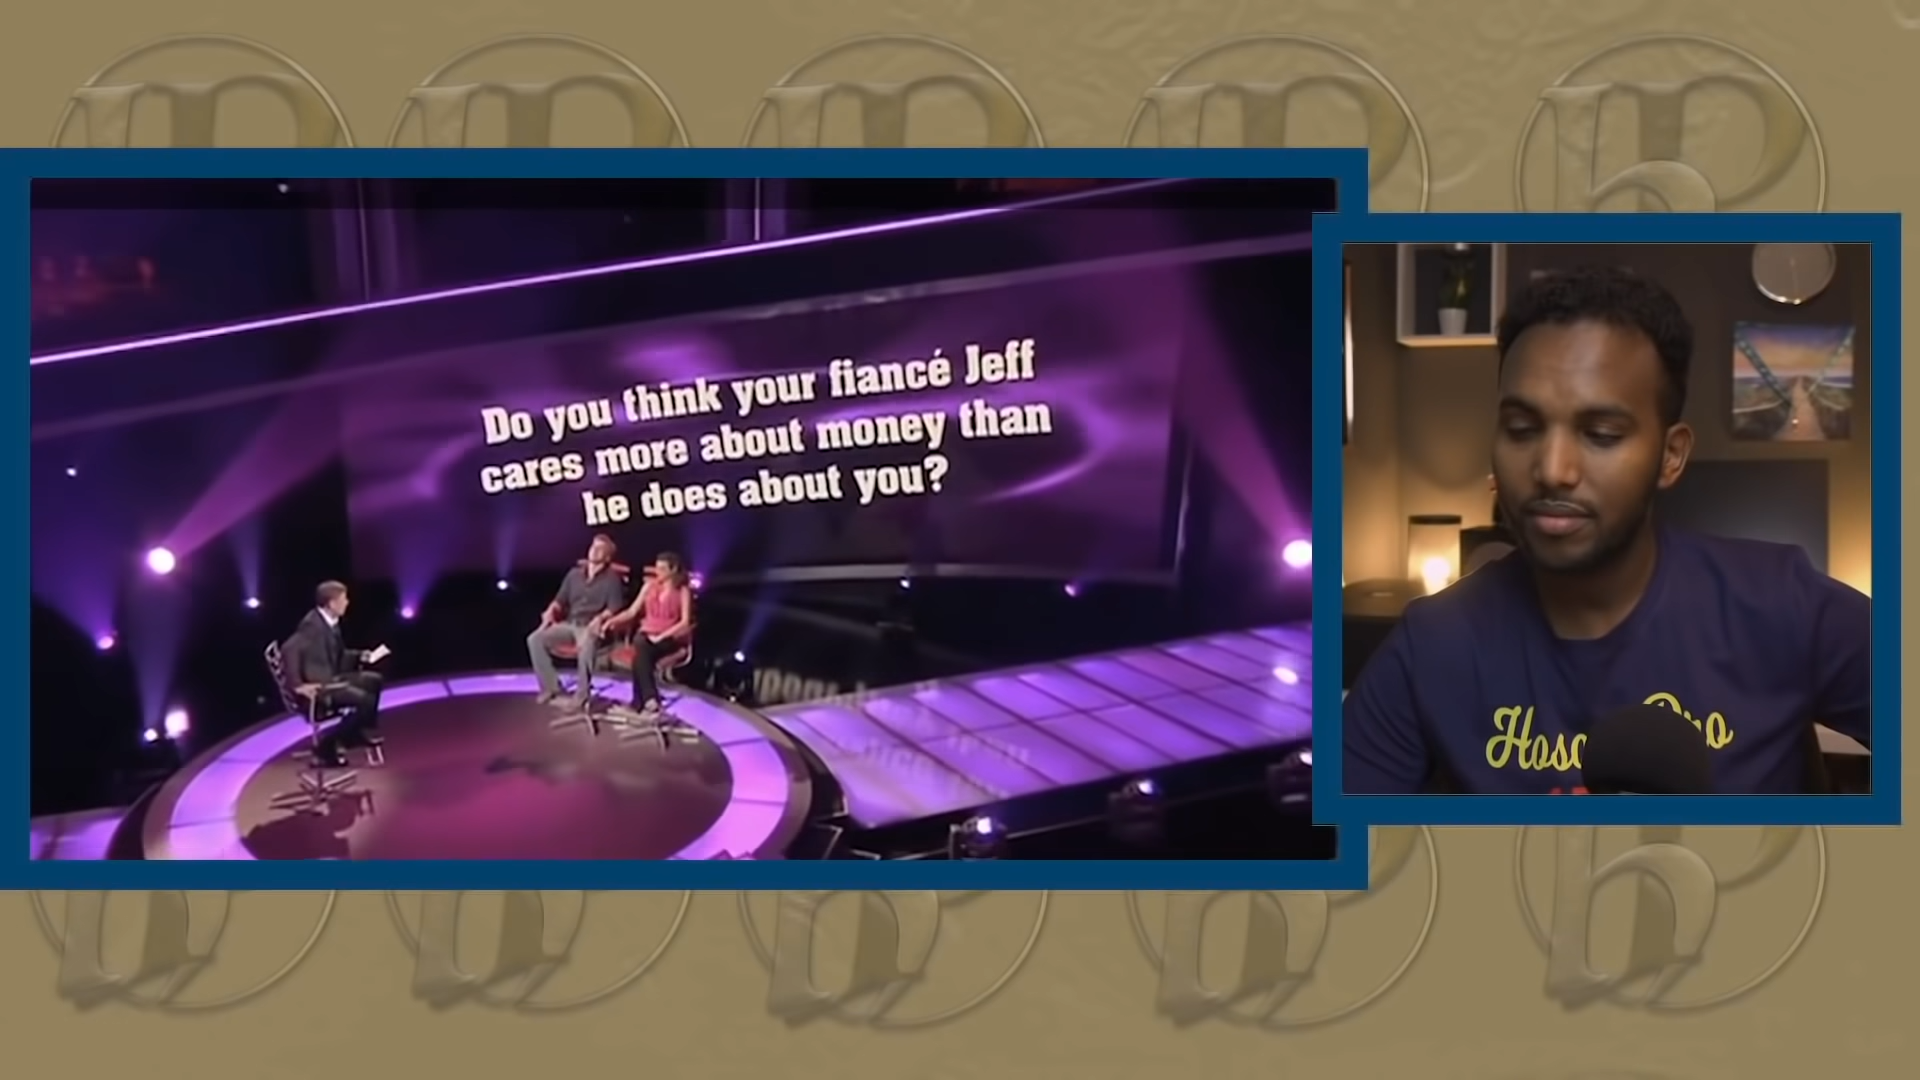 Do you think your fiancé Jeff
cares more about money than
he does about you?